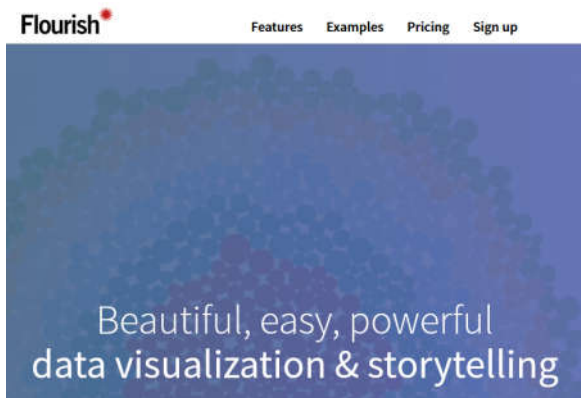 Flourish
Features Examples Pricing Sign up
Beautiful, easy, powerful
data visualization & storytelling